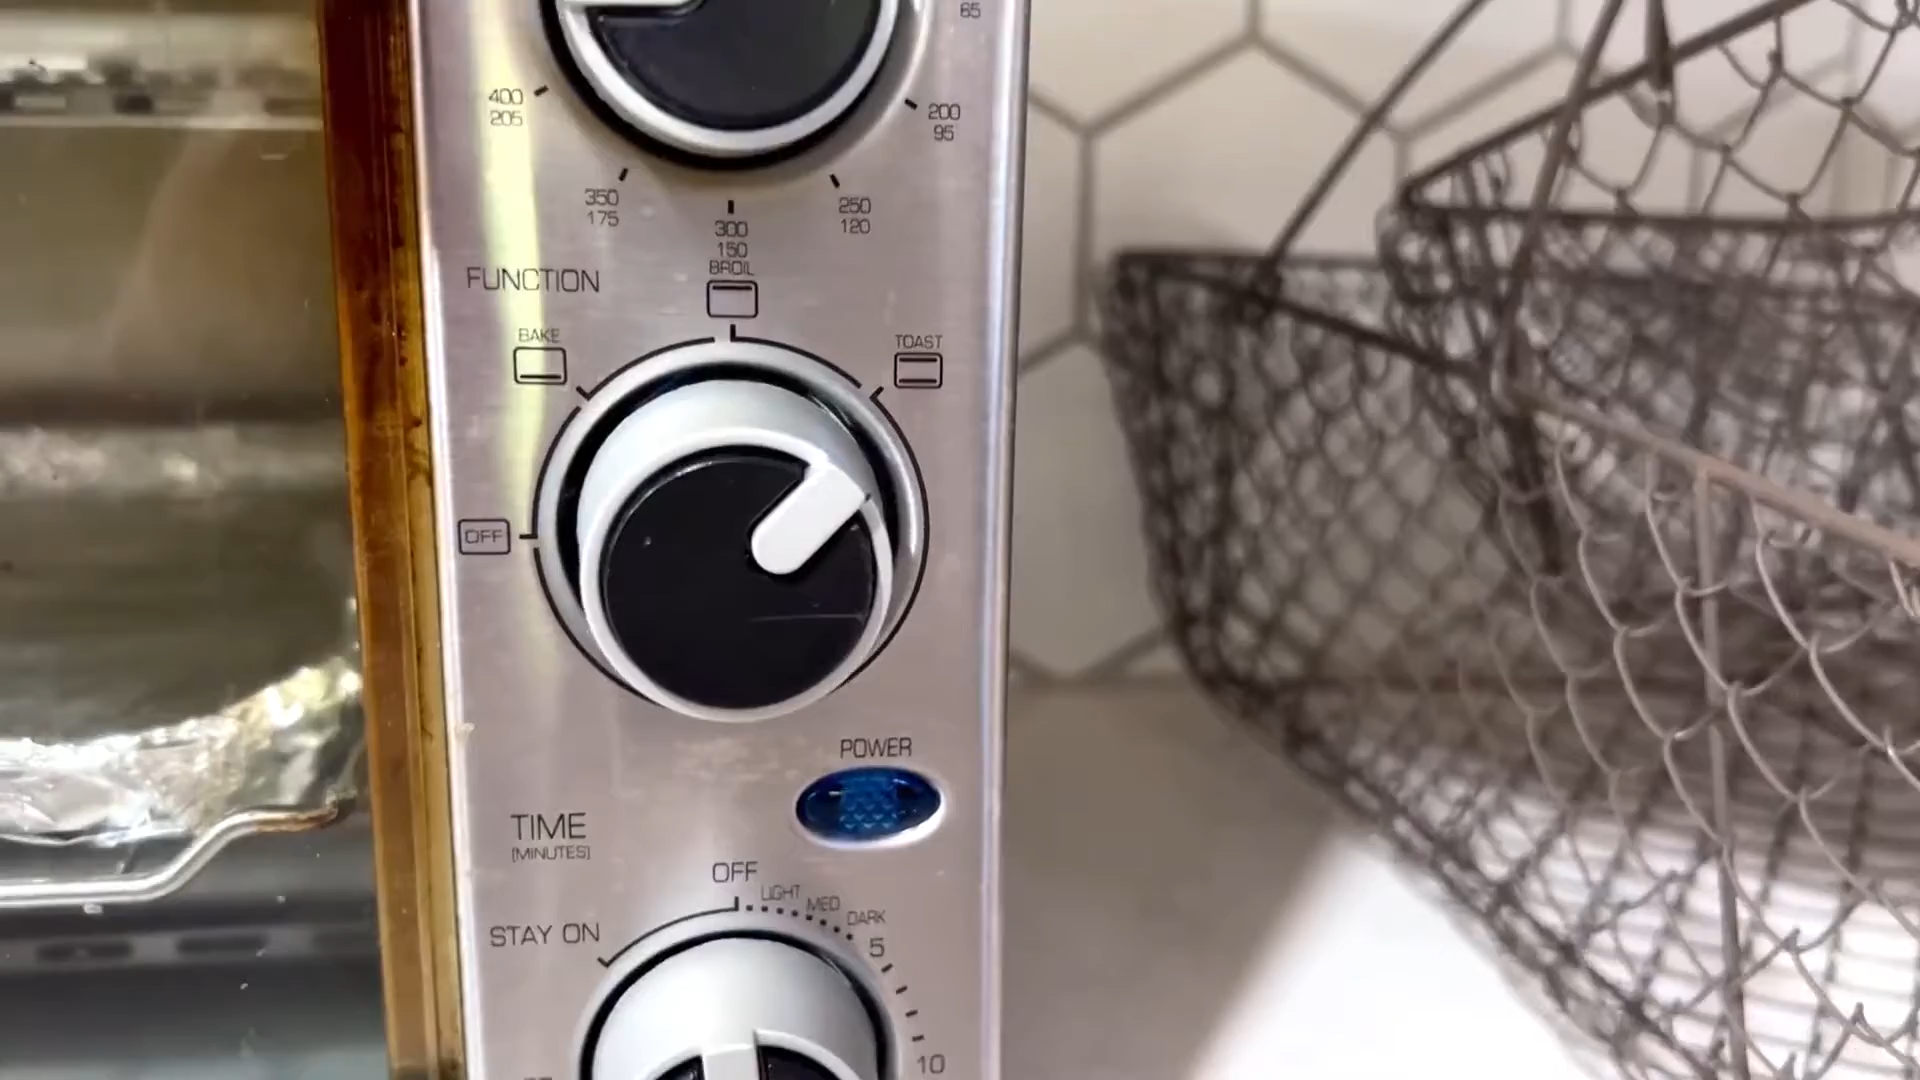 65
400
205
200
95
350
175
250
120
300
150
BROIL
FUNCTION
BAKE
TOAST
OFF
POWER
TIME
(MINUTES)
OFF
LIGHT
MED
DARK
STAY ON
5
10